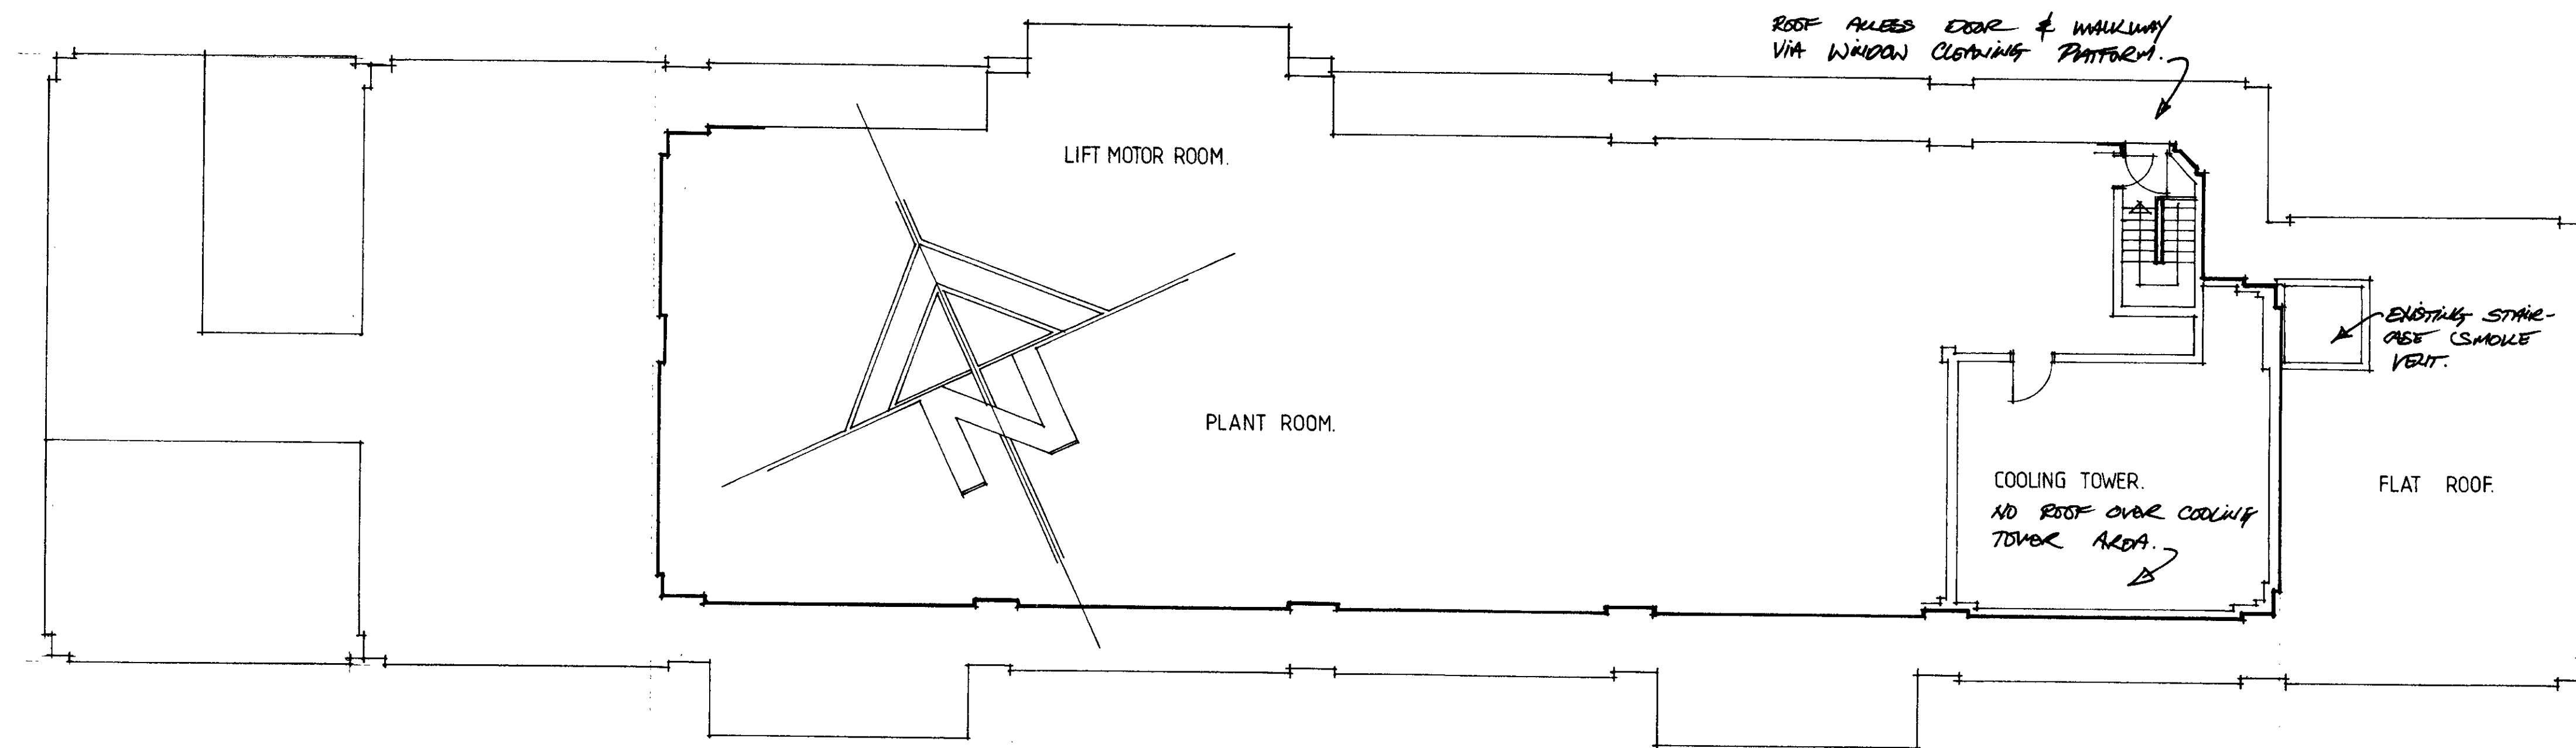 ROOF ACCESS DOOR & WALKWAY
VIA WINDOW CLEANING PLATFORM.
LIFT MOTOR ROOM.
EXISTING STAIR-
CASE SMOKE
VENT.
PLANT ROOM.
COOLING TOWER.
NO ROOF OVER COOLING
TOWER AREA.
FLAT ROOF.
N